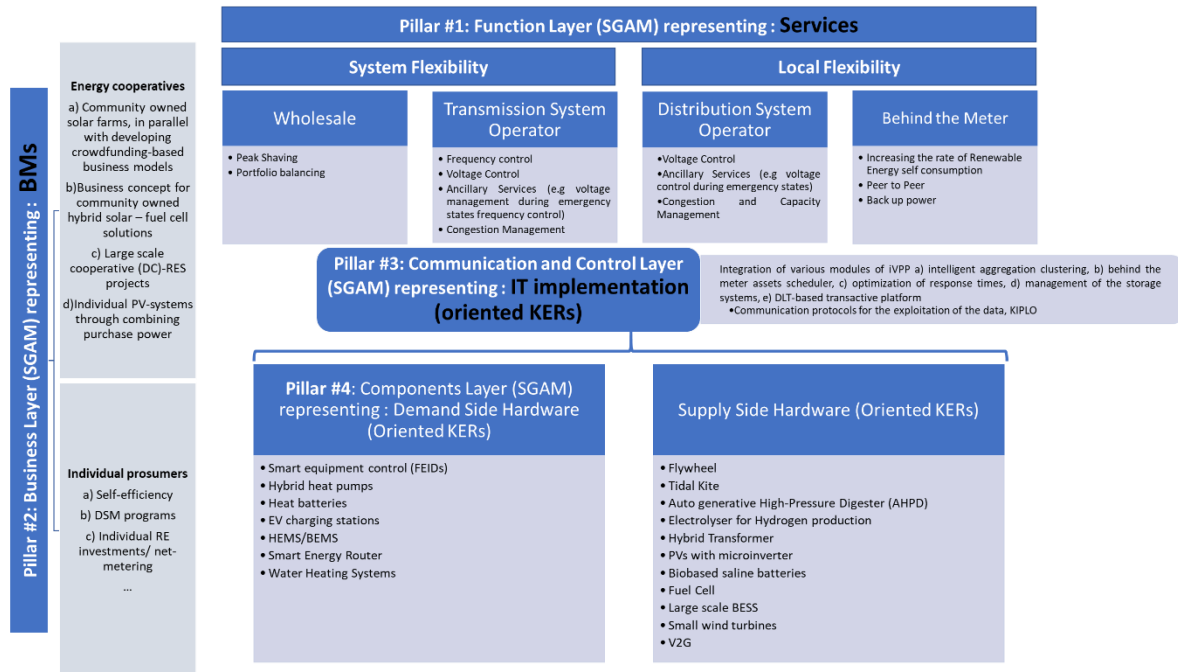 Pillar #1: Function Layer (SGAM) representing : Services
System Flexibility
Local Flexibility
Wholesale
• Peak Shaving
• Portfolio balancing
Transmission System
Operator
• Frequency control
• Voltage Control
• Ancillary Services (e.g voltage
management during emergency
states frequency control)
• Congestion Management
Distribution System
Operator
•Voltage Control
•Ancillary Services (e.g voltage
control during emergency states)
•Congestion and Capacity
Management
Behind the Meter
• Increasing the rate of Renewable
Energy self consumption
• Peer to Peer
• Back up power
Pillar #2: Business Layer (SGAM) representing : BMs
Energy cooperatives
a) Community owned
solar farms, in parallel
with developing
crowdfunding-based
business models
b)Business concept for
community owned
hybrid solar – fuel cell
solutions
c) Large scale
cooperative (DC)-RES
projects
d)Individual PV-systems
through combining
purchase power
Individual prosumers
a) Self-efficiency
b) DSM programs
c) Individual RE
investments/ net-
metering
...
Pillar #3: Communication and Control Layer
(SGAM) representing : IT implementation
(oriented KERs)
Integration of various modules of iVPP a) intelligent aggregation clustering, b) behind the
meter assets scheduler, c) optimization of response times, d) management of the storage
systems, e) DLT-based transactive platform
•Communication protocols for the exploitation of the data, KIPLO
Pillar #4: Components Layer (SGAM)
representing : Demand Side Hardware
(Oriented KERs)
• Smart equipment control (FEIDs)
• Hybrid heat pumps
• Heat batteries
• EV charging stations
• HEMS/BEMS
• Smart Energy Router
• Water Heating Systems
Supply Side Hardware (Oriented KERs)
• Flywheel
• Tidal Kite
• Auto generative High-Pressure Digester (AHPD)
• Electrolyser for Hydrogen production
• Hybrid Transformer
• PVs with microinverter
• Biobased saline batteries
• Fuel Cell
• Large scale BESS
• Small wind turbines
• V2G